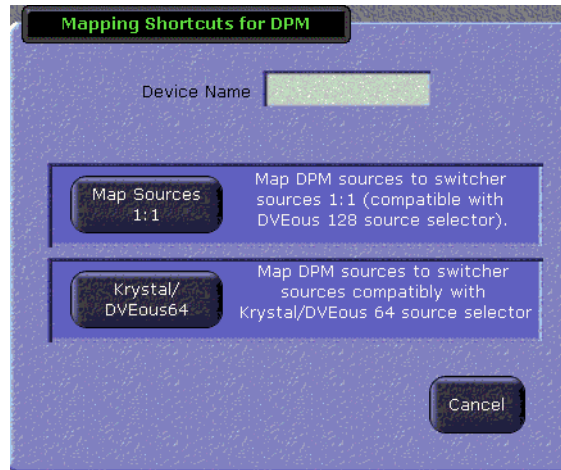 Mapping Shortcuts for DPM
Device Name
Map Sources
1:1
Map DPM sources to switcher
sources 1:1 (compatible with
DVEous 128 source selector).
Krystal/
DVEous64
Map DPM sources to switcher
sources compatibly with
Krystal/DVEous 64 source selector
Cancel